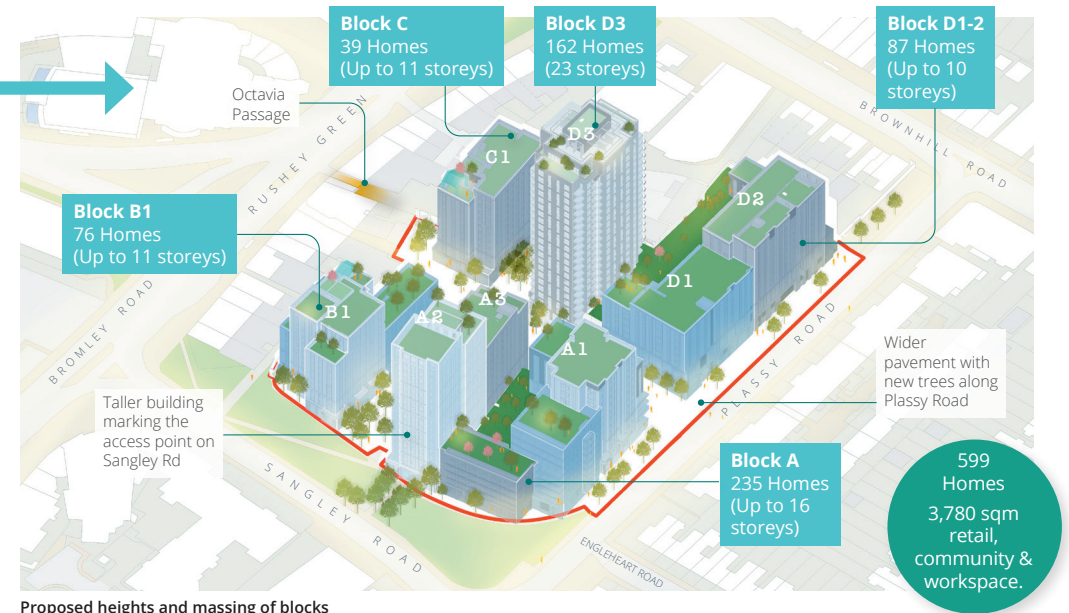 Block C
39 Homes
(Up to 11 storeys)
Block D3
162 Homes
(23 storeys)
Block D1-2
87 Homes
(Up to 10
storeys)
Octavia
Passage
RUSHEY GREEN
BROWNHILL ROAD
D3
C1
D2
Block B1
76 Homes
(Up to 11 storeys)
D1
A3
B1
A2
A1
BROMLEY ROAD
PLASSY ROAD
Wider
pavement with
new trees along
Plassy Road
Taller building
marking the
access point on
Sangley Rd
SANGLEY ROAD
Block A
235 Homes
(Up to 16
storeys)
599
Homes
3,780 sqm
retail,
community &
workspace.
ENGLEHEART ROAD
Proposed heights and massing of blocks